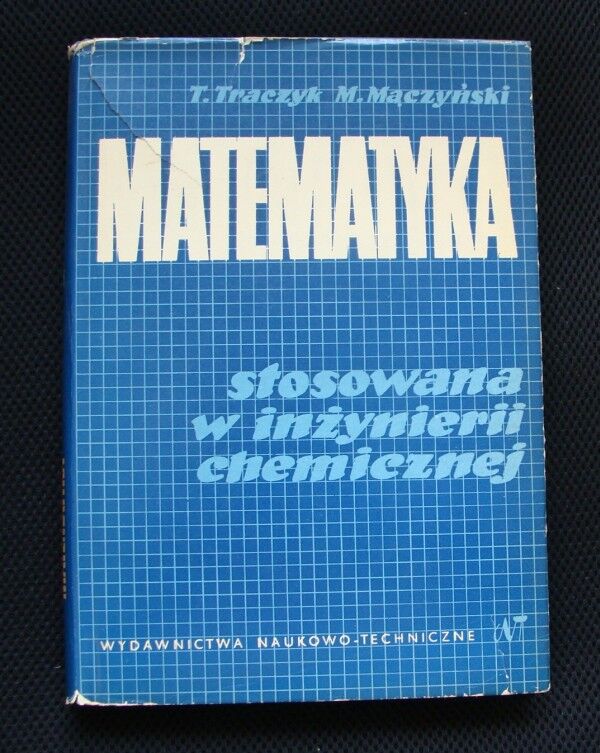 T. Traczyk M. Mączyński
MATEMATYKA
stosowana
w inżynierii
chemicznej
WYDAWNICTWA NAUKOWO-TECHNICZNE WNT